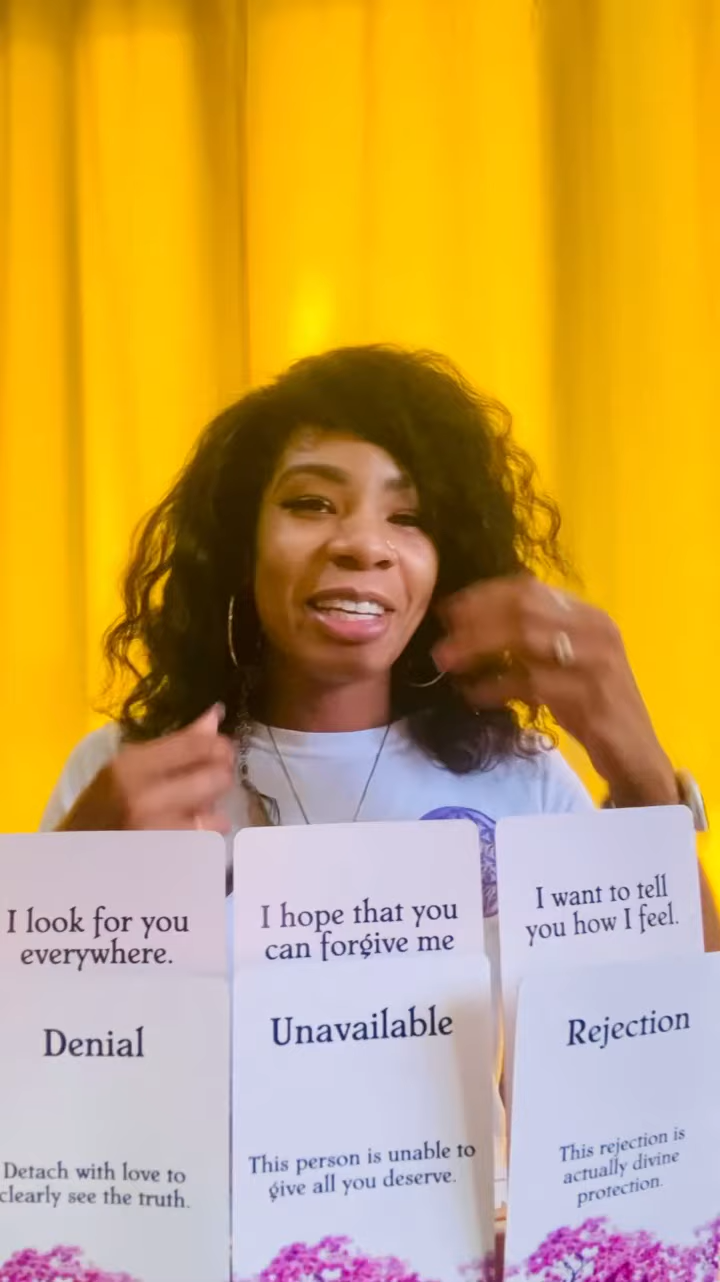 I look for you
everywhere.
I hope that you
can forgive me
I want to tell
you how I feel.
Denial
Detach with love to
clearly see the truth.
Unavailable
This person is unable to
give all you deserve.
Rejection
This rejection is
actually divine
protection.